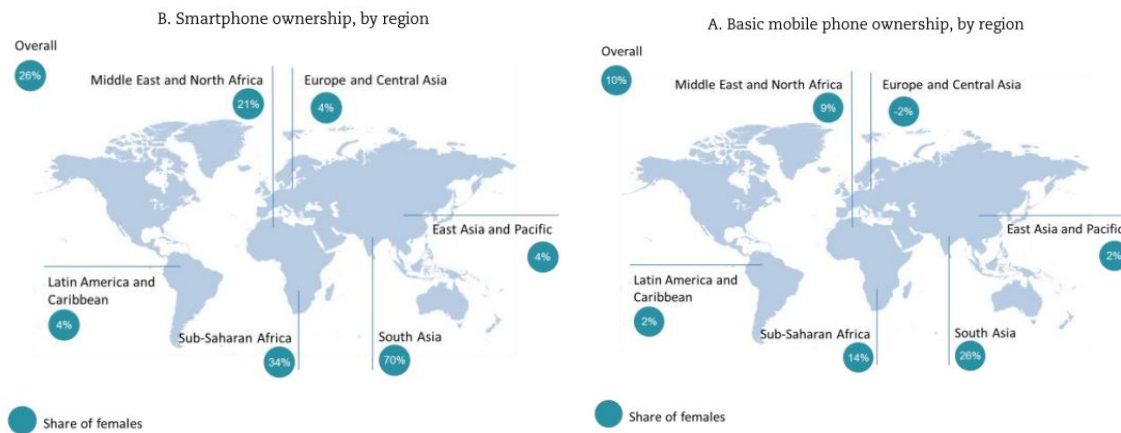 B. Smartphone ownership, by region
Overall
26%
Middle East and North Africa
21%
Europe and Central Asia
4%
East Asia and Pacific
4%
Latin America and
Caribbean
4%
Sub-Saharan Africa
34%
South Asia
70%
Share of females
A. Basic mobile phone ownership, by region
Overall
10%
Middle East and North Africa
9%
Europe and Central Asia
-2%
East Asia and Pacific
2%
Latin America and
Caribbean
2%
Sub-Saharan Africa
14%
South Asia
26%
Share of females